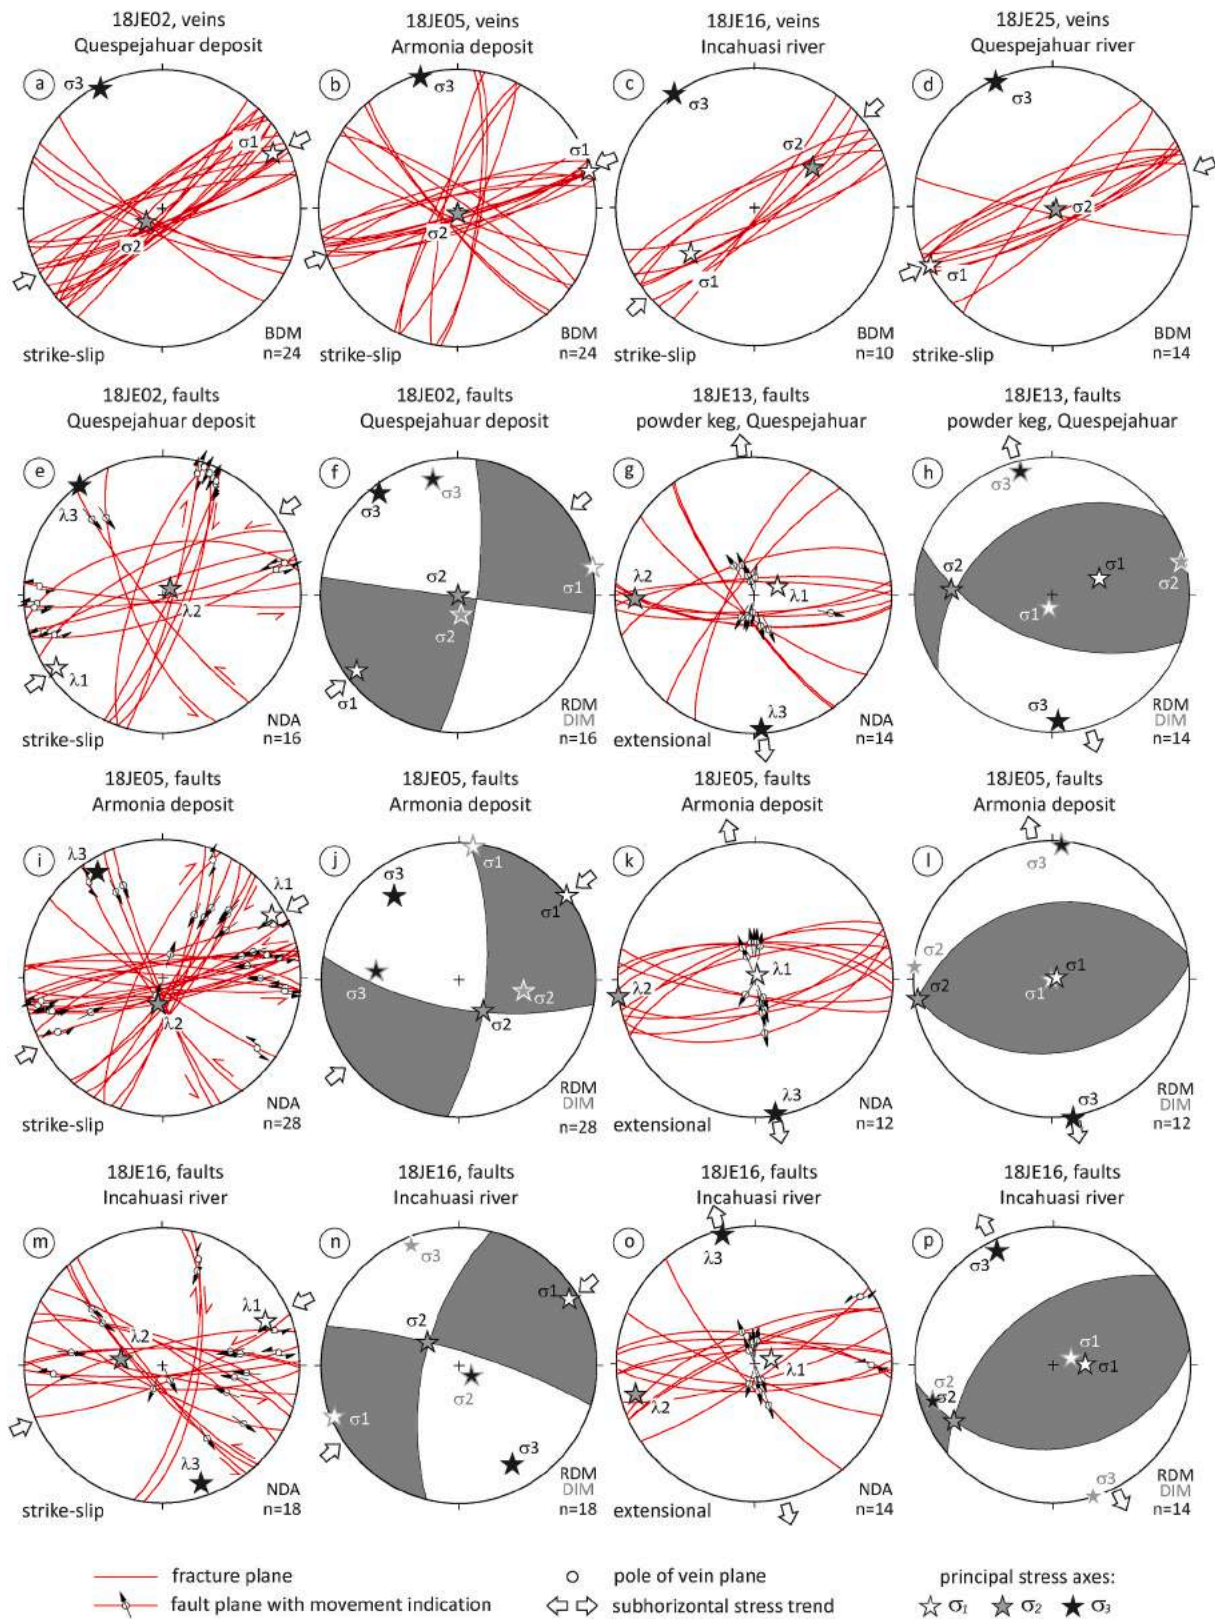 18JE02, veins
Quespejahuar deposit
18JE05, veins
Armonia deposit
18JE16, veins
Incahuasi river
18JE25, veins
Quespejahuar river
a
σ3
σ1
σ2
strike-slip
BDM
n=24
b
σ3
σ1
σ2
strike-slip
BDM
n=24
c
σ3
σ2
σ1
strike-slip
BDM
n=10
d
σ3
σ2
σ1
strike-slip
BDM
n=14
18JE02, faults
Quespejahuar deposit
18JE02, faults
Quespejahuar deposit
18JE13, faults
powder keg, Quespejahuar
18JE13, faults
powder keg, Quespejahuar
e
λ3
λ2
λ1
strike-slip
NDA
n=16
f
σ3
σ3
σ2
σ1
σ2
σ1
RDM
DIM
n=16
g
λ2
λ1
λ3
extensional
NDA
n=14
h
σ3
σ2
σ1
σ2
σ1
σ3
RDM
DIM
n=14
18JE05, faults
Armonia deposit
18JE05, faults
Armonia deposit
18JE05, faults
Armonia deposit
18JE05, faults
Armonia deposit
i
λ3
λ1
λ2
strike-slip
NDA
n=28
j
σ1
σ3
σ1
σ3
σ2
σ2
RDM
DIM
n=28
k
λ1
λ2
λ3
extensional
NDA
n=12
l
σ3
σ2
σ1
σ2
σ1
σ3
RDM
DIM
n=12
18JE16, faults
Incahuasi river
18JE16, faults
Incahuasi river
18JE16, faults
Incahuasi river
18JE16, faults
Incahuasi river
m
λ1
λ2
λ3
strike-slip
NDA
n=18
n
σ3
σ1
σ2
σ2
σ1
σ3
RDM
DIM
n=18
o
λ3
λ1
λ2
extensional
NDA
n=14
p
σ3
σ1
σ1
σ2
σ2
σ3
RDM
DIM
n=14
fracture plane
pole of vein plane
principal stress axes:
fault plane with movement indication
subhorizontal stress trend
σ1 σ2 σ3